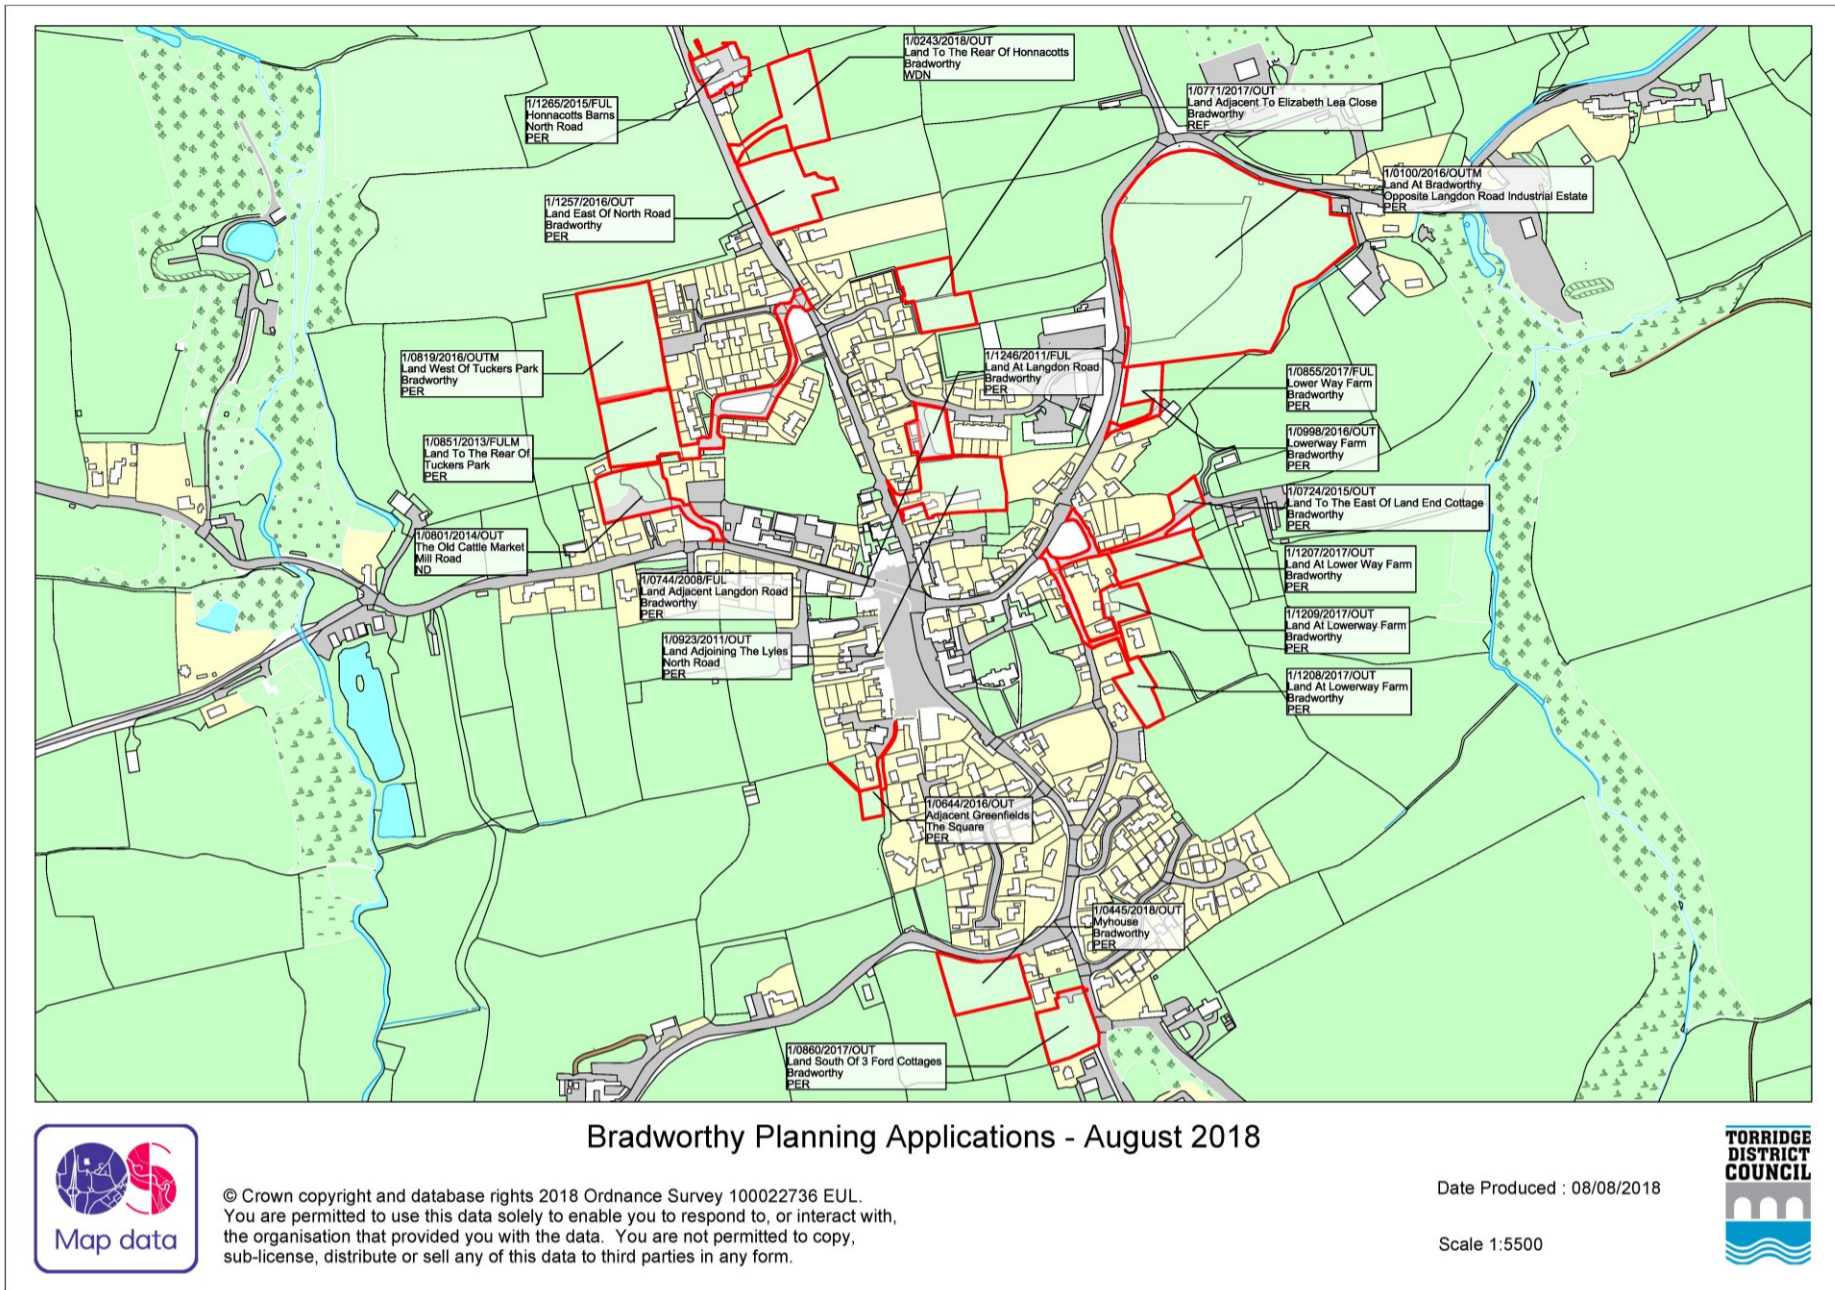 1/0243/2018/OUT
Land To The Rear Of Honnacotts
Bradworthy
WDN
1/1265/2015/FUL
Honnacotts Barns
North Road
PER
1/0771/2017/OUT
Land Adjacent To Elizabeth Lea Close
Bradworthy
REF
1/0100/2016/OUTM
Land At Bradworthy
Opposite Langdon Road Industrial Estate
PER
1/1257/2016/OUT
Land East Of North Road
Bradworthy
PER
1/0819/2016/OUTM
Land West Of Tuckers Park
Bradworthy
PER
1/1246/2011/FUL
Land At Langdon Road
Bradworthy
PER
1/0855/2017/FUL
Lower Way Farm
Bradworthy
PER
1/0851/2013/FULM
Land To The Rear Of
Tuckers Park
PER
1/0998/2016/OUT
Lowerway Farm
Bradworthy
PER
1/0724/2015/OUT
Land To The East Of Land End Cottage
Bradworthy
PER
1/0801/2014/OUT
The Old Cattle Market
Mill Road
ND
1/1207/2017/OUT
Land At Lower Way Farm
Bradworthy
PER
1/0744/2008/FUL
Land Adjacent Langdon Road
Bradworthy
PER
1/1209/2017/OUT
Land At Lowerway Farm
Bradworthy
PER
1/0923/2011/OUT
Land Adjoining The Lyles
North Road
PER
1/1208/2017/OUT
Land At Lowerway Farm
Bradworthy
PER
1/0644/2016/OUT
Adjacent Greenfields
The Square
PER
1/0445/2018/OUT
Myhouse
Bradworthy
PER
1/0860/2017/OUT
Land South Of 3 Ford Cottages
Bradworthy
PER
Bradworthy Planning Applications - August 2018
OS
Map data
© Crown copyright and database rights 2018 Ordnance Survey 100022736 EUL.
You are permitted to use this data solely to enable you to respond to, or interact with,
the organisation that provided you with the data.  You are not permitted to copy,
sub-license, distribute or sell any of this data to third parties in any form.
Date Produced : 08/08/2018
Scale 1:5500
TORRIDGE
DISTRICT
COUNCIL